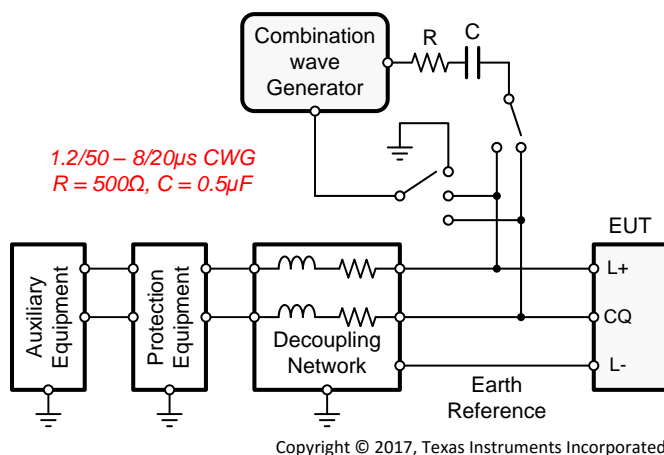 Combination
wave
Generator
R
C
1.2/50 – 8/20µs CWG
R = 500Ω, C = 0.5µF
EUT
Auxiliary
Equipment
Protection
Equipment
Decoupling
Network
L+
CQ
L-
Earth
Reference
Copyright © 2017, Texas Instruments Incorporated